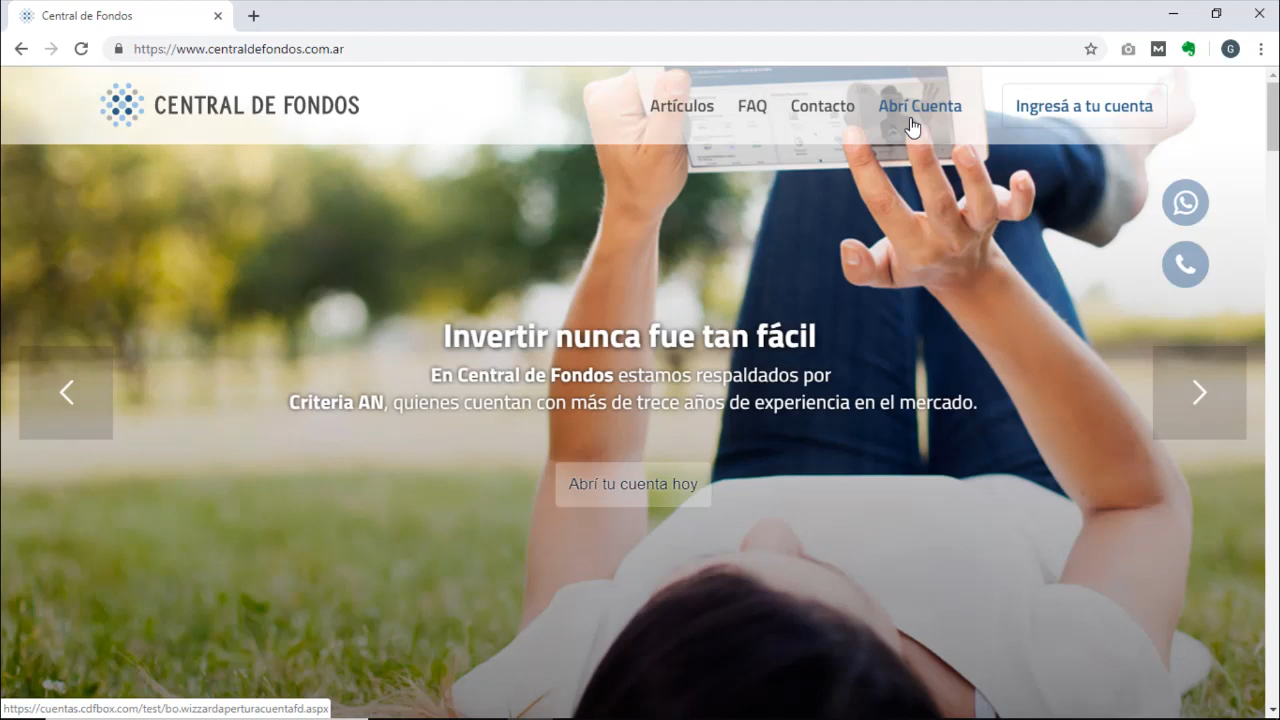 Central de Fondos
https://www.centraldefondos.com.ar
G
CENTRAL DE FONDOS
Artículos FAQ Contacto Abrí Cuenta Ingresá a tu cuenta
Invertir nunca fue tan fácil
En Central de Fondos estamos respaldados por
Criteria AN, quienes cuentan con más de trece años de experiencia en el mercado.
Abrí tu cuenta hoy
https://cuentas.cdfbox.com/test/bo.wizzardaperturacuentafd.aspx